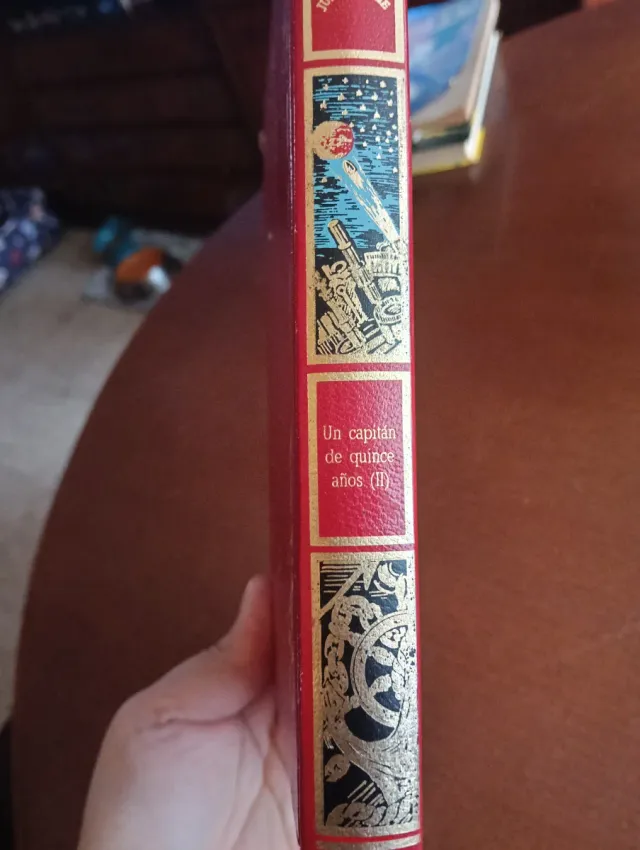 Un capitán
de quince
años (II)